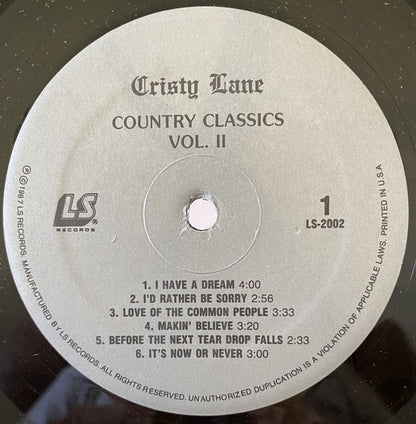 Cristy Lane
COUNTRY CLASSICS
VOL. II
LS
RECORDS
1
LS-2002
1. I HAVE A DREAM 4:00
2. I'D RATHER BE SORRY 2:56
3. LOVE OF THE COMMON PEOPLE 3:33
4. MAKIN' BELIEVE 3:20
5. BEFORE THE NEXT TEAR DROP FALLS 2:33
6. IT'S NOW OR NEVER 3:00
℗ © 1987 LS RECORDS. MANUFACTURED BY LS RECORDS. ALL RIGHTS RESERVED. UNAUTHORIZED DUPLICATION IS A VIOLATION OF APPLICABLE LAWS. PRINTED IN U.S.A